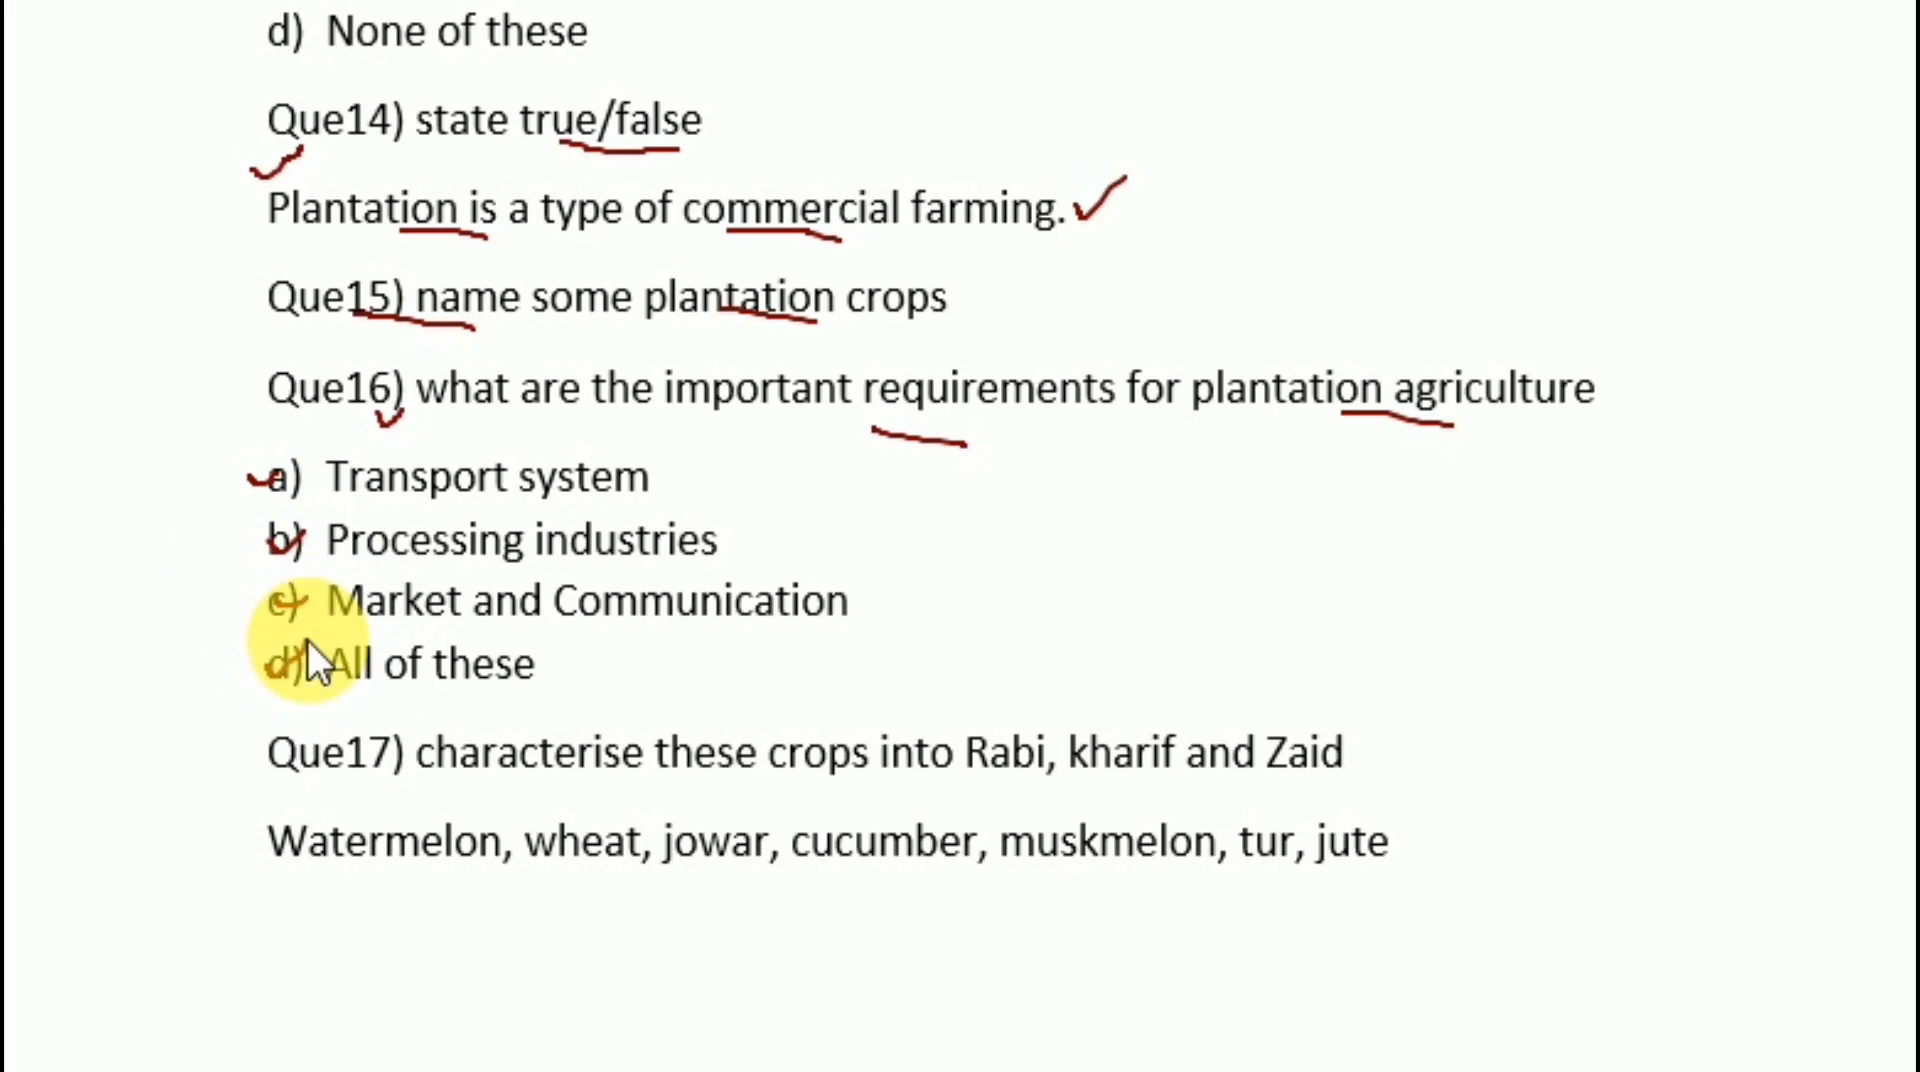 d) None of these
Que14) state true/false
Plantation is a type of commercial farming.
Que15) name some plantation crops
Que16) what are the important requirements for plantation agriculture
a) Transport system
b) Processing industries
c) Market and Communication
d) All of these
Que17) characterise these crops into Rabi, kharif and Zaid
Watermelon, wheat, jowar, cucumber, muskmelon, tur, jute